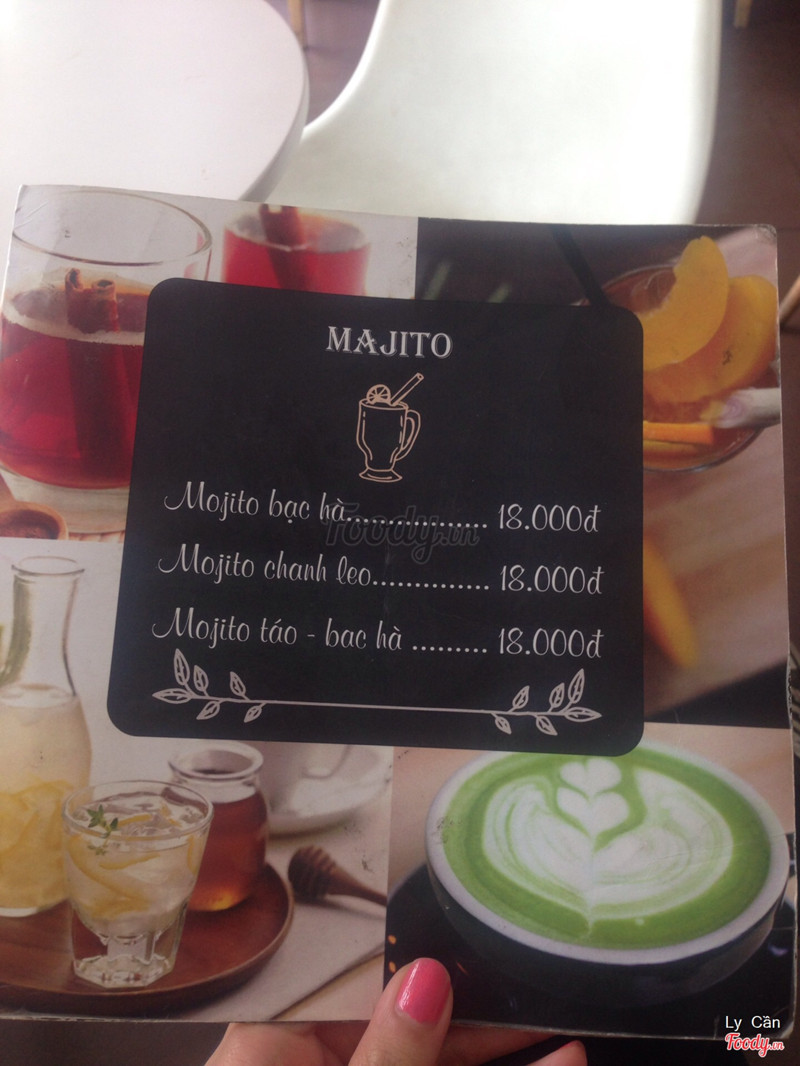 MAJITO
Mojito bạc hà................. 18.000đ
Mojito chanh leo.............. 18.000đ
Mojito táo - bac hà ......... 18.000đ
Foody.vn
Ly Cần
Foody.vn